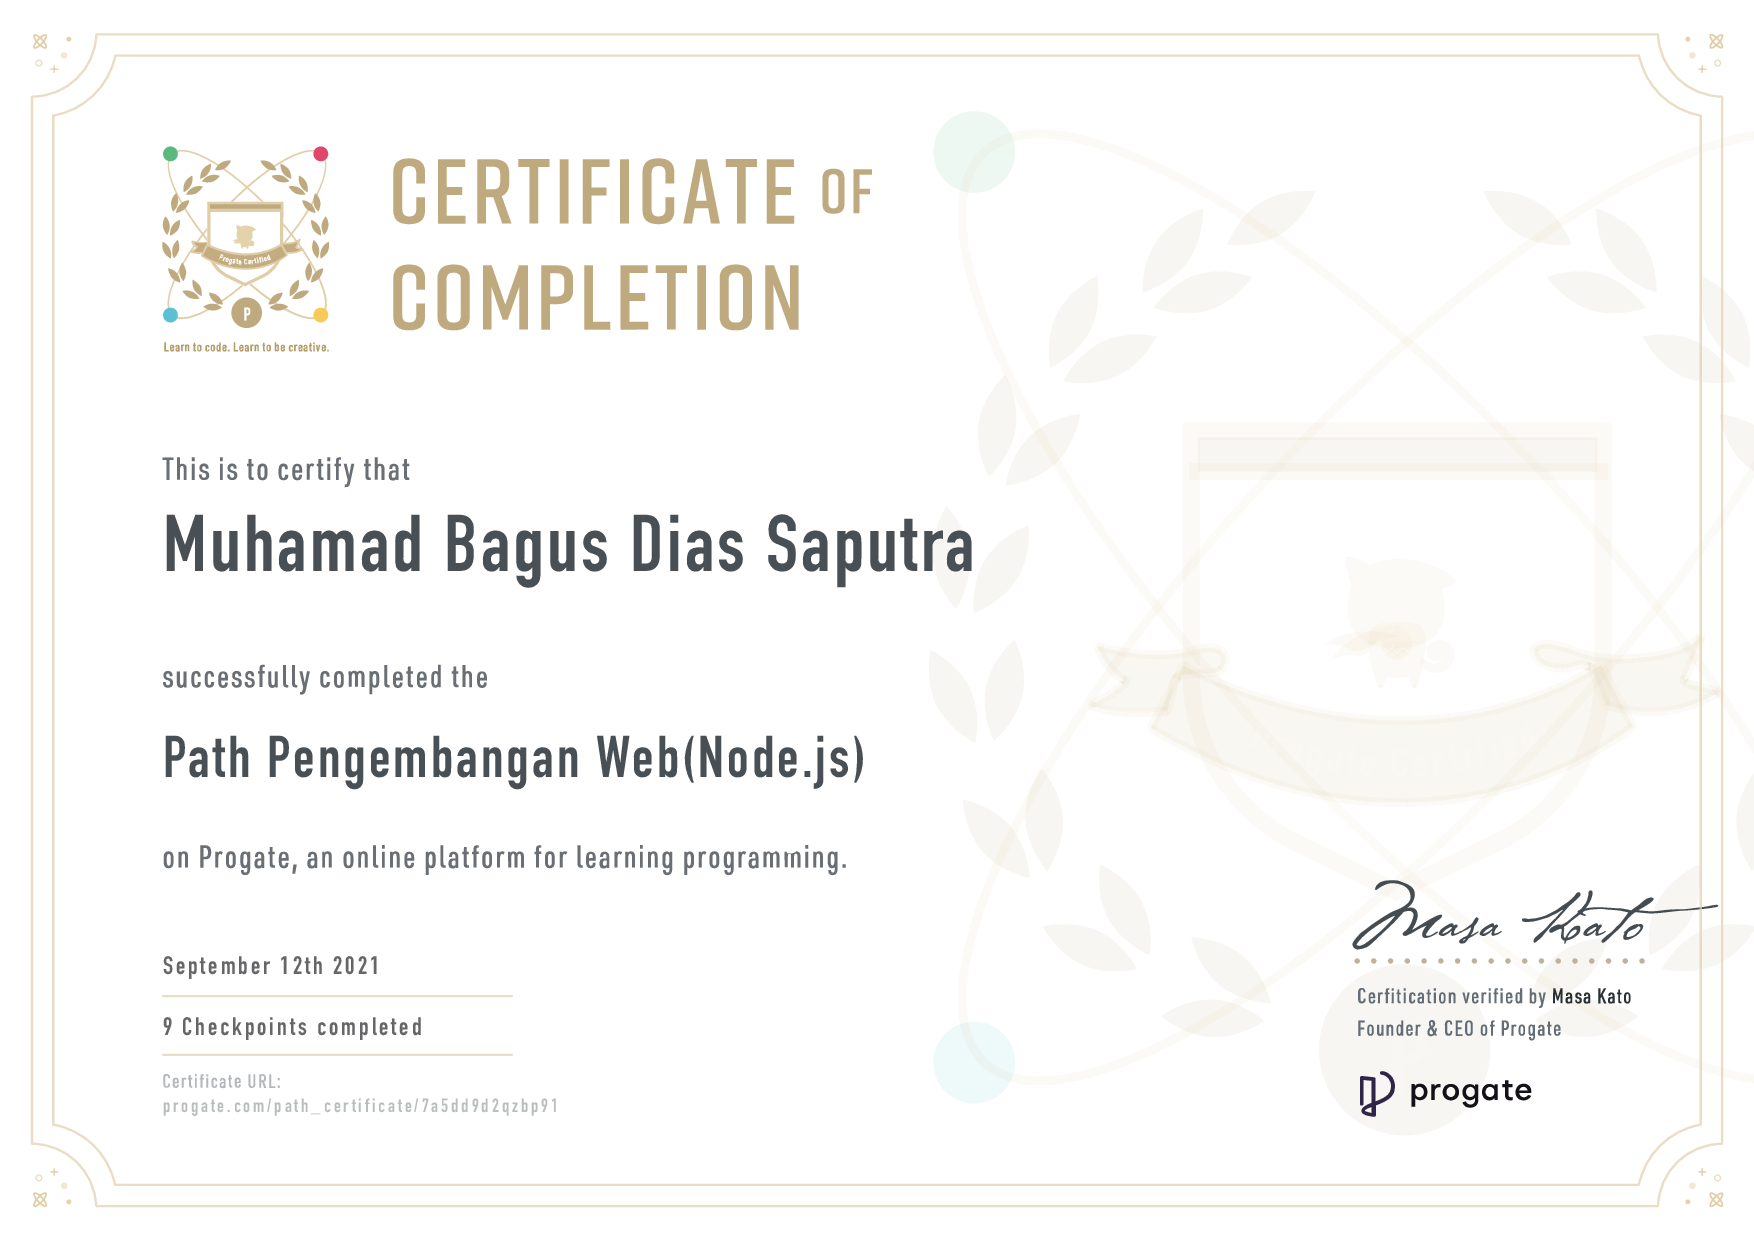 CERTIFICATE OF
COMPLETION
Progate Certified
P
Learn to code. Learn to be creative.
This is to certify that
Muhamad Bagus Dias Saputra
successfully completed the
Path Pengembangan Web(Node.js)
on Progate, an online platform for learning programming.
September 12th 2021
9 Checkpoints completed
Certificate URL:
progate.com/path_certificate/7a5dd9d2qzbp91
Masa Kato
Cerfitication verified by Masa Kato
Founder & CEO of Progate
progate